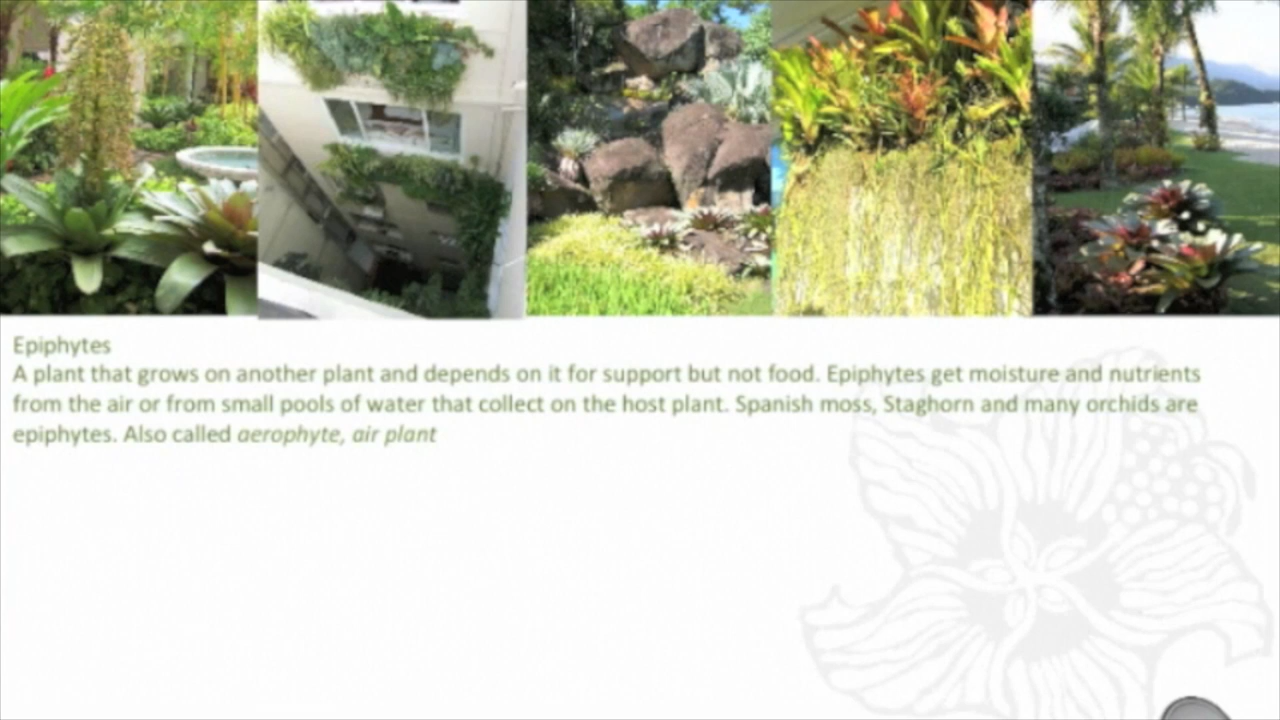 Epiphytes
A plant that grows on another plant and depends on it for support but not food. Epiphytes get moisture and nutrients
from the air or from small pools of water that collect on the host plant. Spanish moss, Staghorn and many orchids are
epiphytes. Also called aerophyte, air plant